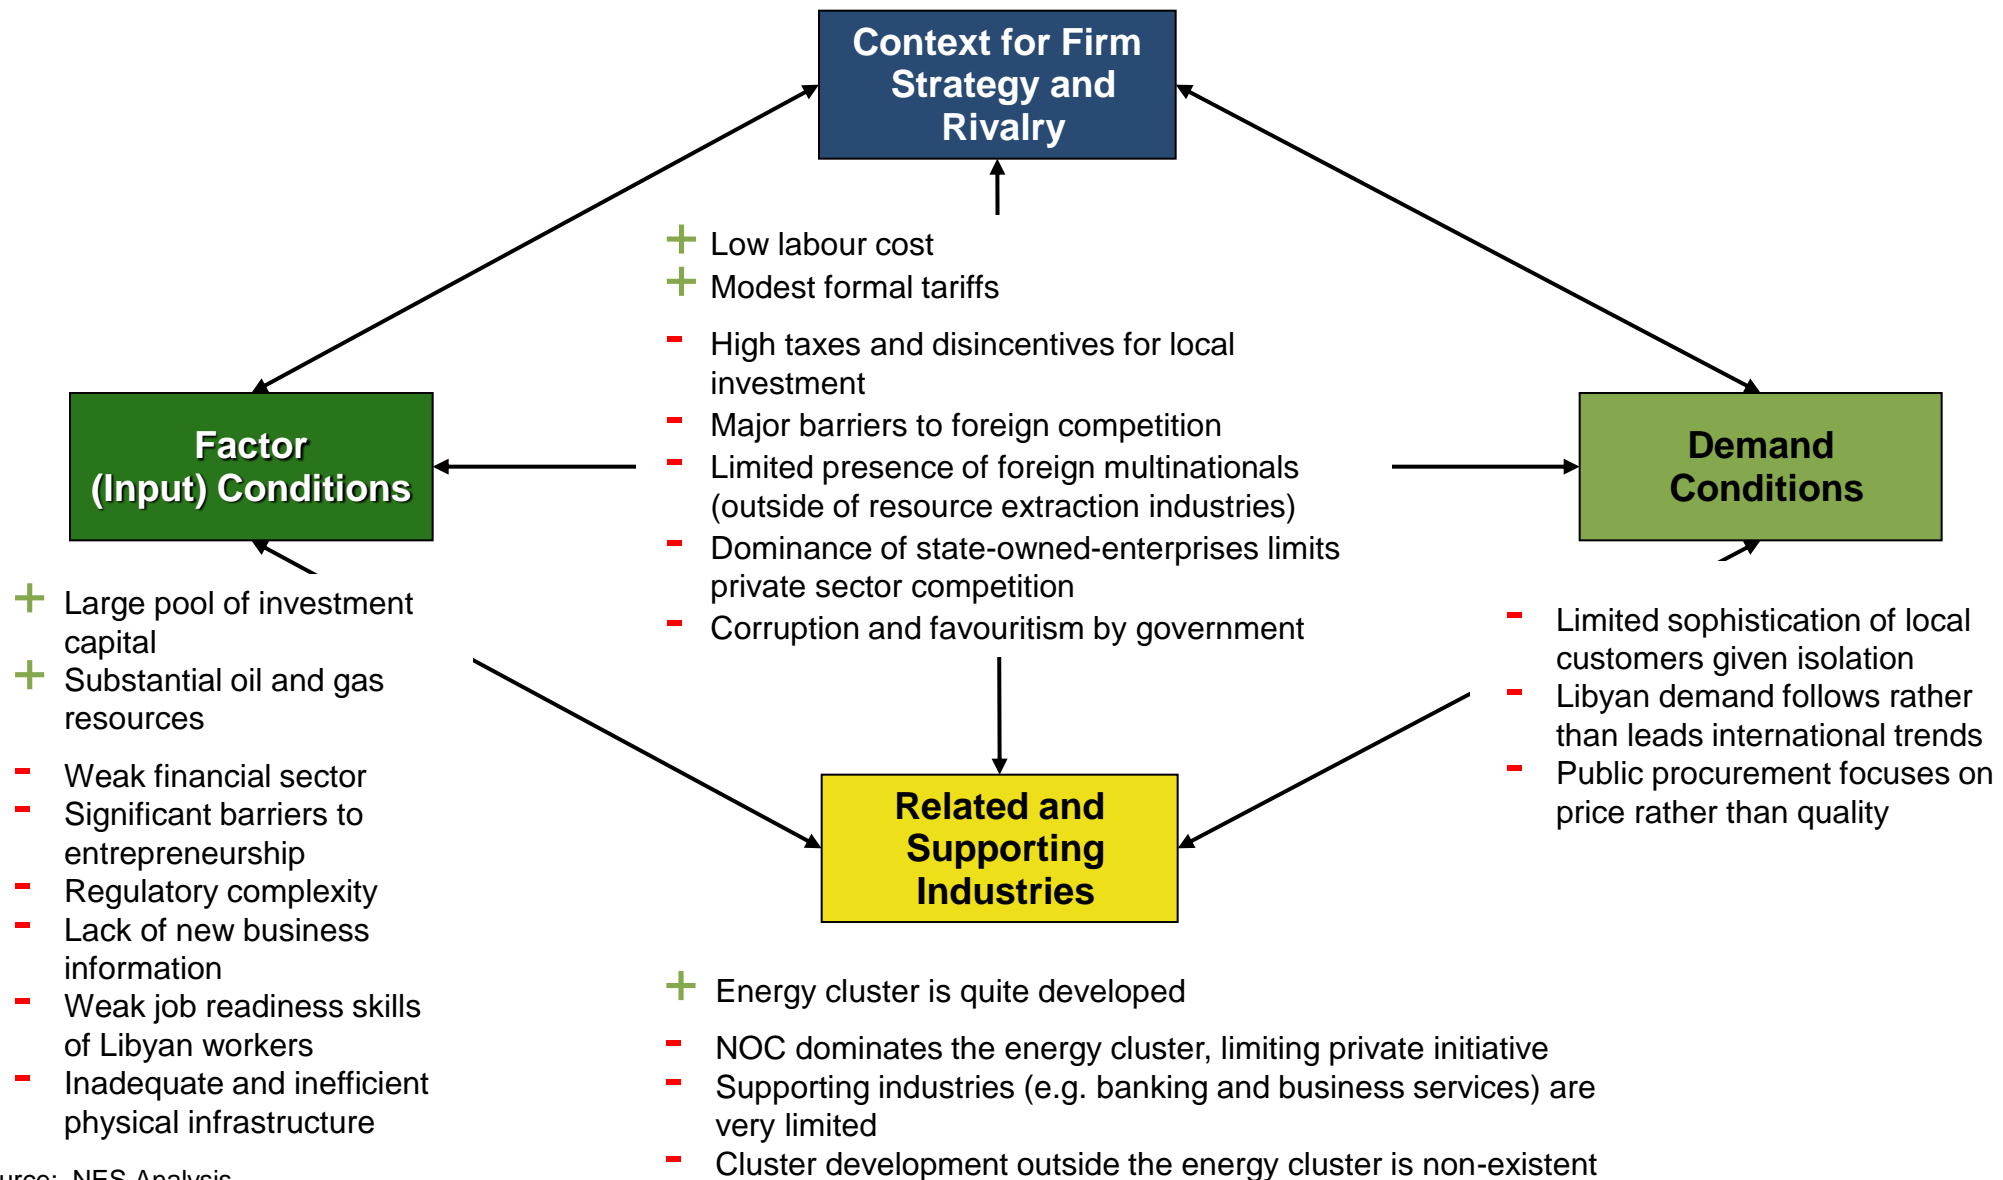 Context for Firm
Strategy and
Rivalry
+ Low labour cost
+ Modest formal tariffs
- High taxes and disincentives for local
investment
- Major barriers to foreign competition
- Limited presence of foreign multinationals
(outside of resource extraction industries)
- Dominance of state-owned-enterprises limits
private sector competition
- Corruption and favouritism by government
Factor
(Input) Conditions
+ Large pool of investment
capital
+ Substantial oil and gas
resources
- Weak financial sector
- Significant barriers to
entrepreneurship
- Regulatory complexity
- Lack of new business
information
- Weak job readiness skills
of Libyan workers
- Inadequate and inefficient
physical infrastructure
Demand
Conditions
- Limited sophistication of local
customers given isolation
- Libyan demand follows rather
than leads international trends
- Public procurement focuses on
price rather than quality
Related and
Supporting
Industries
+ Energy cluster is quite developed
- NOC dominates the energy cluster, limiting private initiative
- Supporting industries (e.g. banking and business services) are
very limited
- Cluster development outside the energy cluster is non-existent
NES Analysis